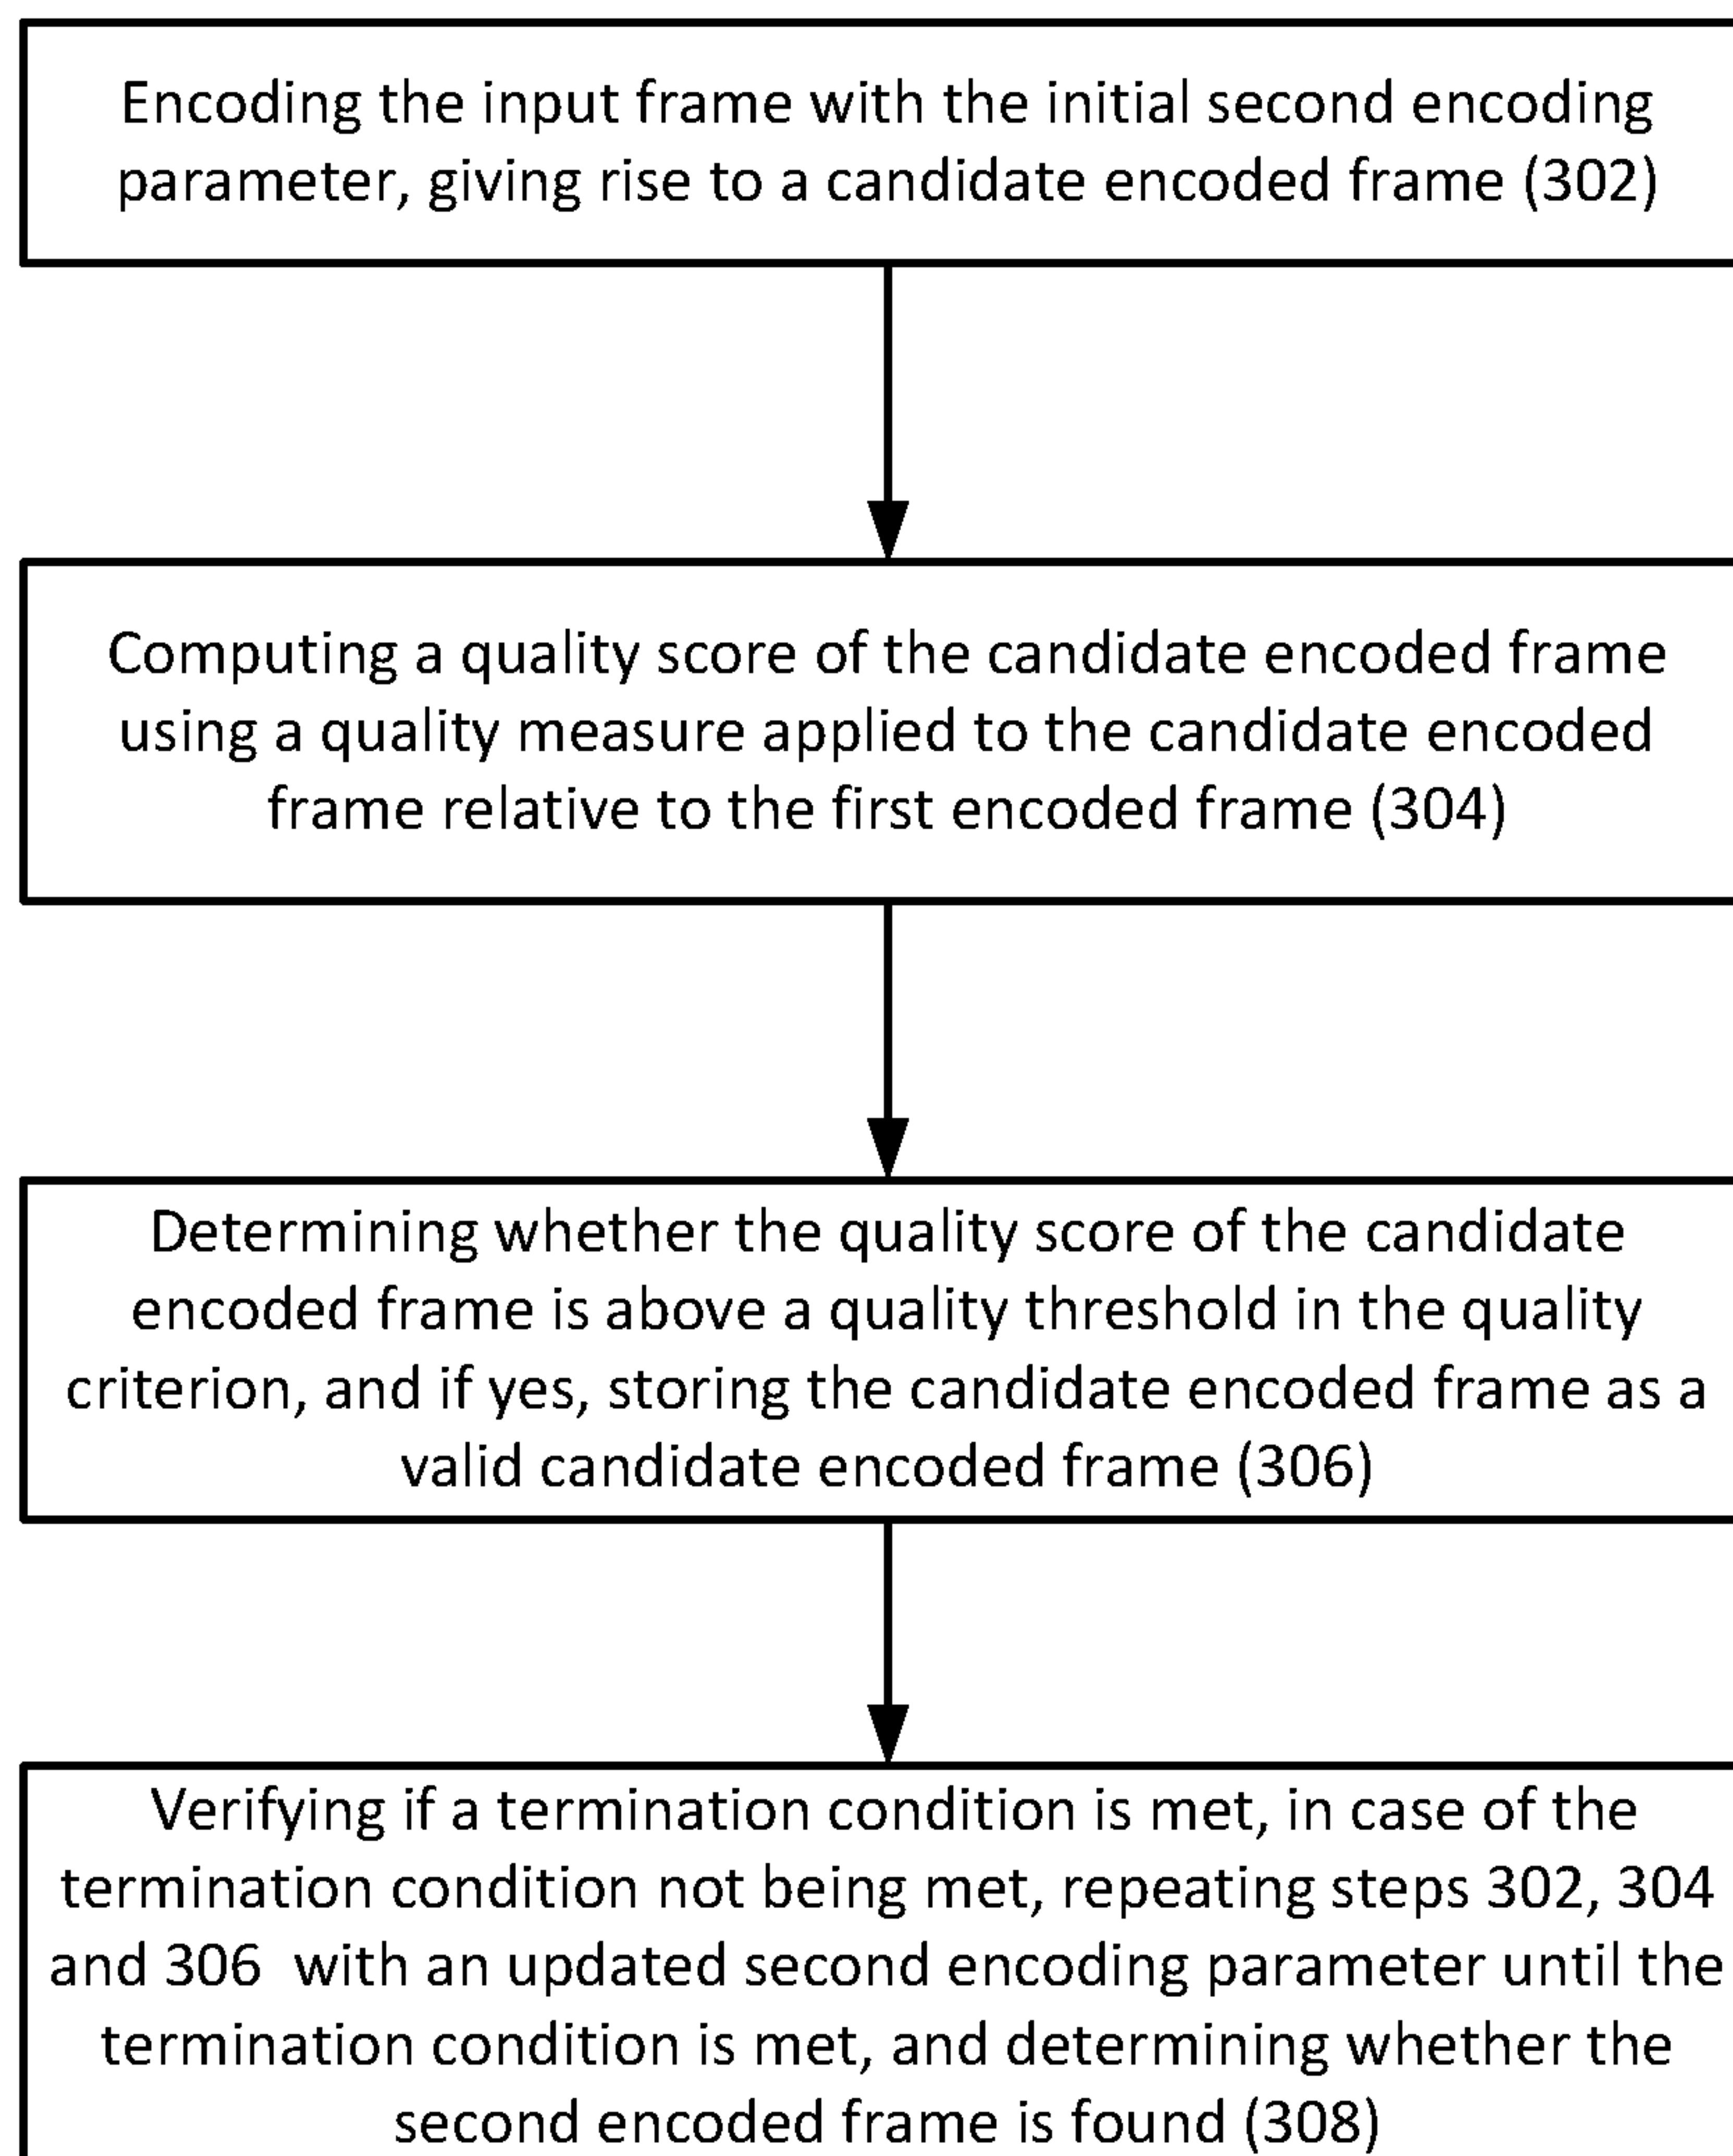 Encoding the input frame with the initial second encoding
parameter, giving rise to a candidate encoded frame (302)
Computing a quality score of the candidate encoded frame
using a quality measure applied to the candidate encoded
frame relative to the first encoded frame (304)
Determining whether the quality score of the candidate
encoded frame is above a quality threshold in the quality
criterion, and if yes, storing the candidate encoded frame as a
valid candidate encoded frame (306)
Verifying if a termination condition is met, in case of the
termination condition not being met, repeating steps 302, 304
and 306 with an updated second encoding parameter until the
termination condition is met, and determining whether the
second encoded frame is found (308)